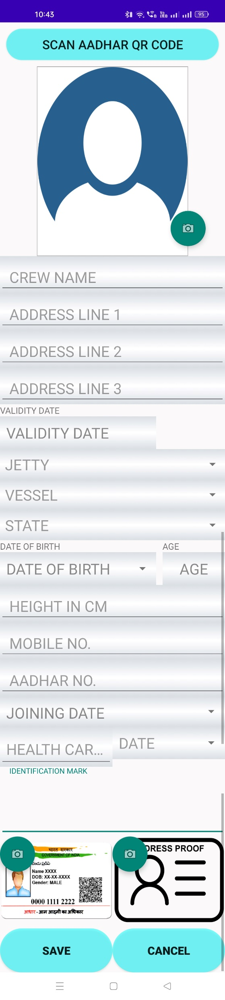 10:43
Vo
LTED
95
SCAN AADHAR QR CODE
CREW NAME
ADDRESS LINE 1
ADDRESS LINE 2
ADDRESS LINE 3
VALIDITY DATE
VALIDITY DATE
JETTY
VESSEL
STATE
DATE OF BIRTH AGE
DATE OF BIRTH AGE
HEIGHT IN CM
MOBILE NO.
AADHAR NO.
JOINING DATE
HEALTH CAR... DATE
IDENTIFICATION MARK
भारत सरकार
GOVERNMENT OF INDIA
Name XXXX
DOB: XX-XX-XXXX
Gender: MALE
0000 1111 2222
आधार - आम आदमी का अधिकार
DRESS PROOF
SAVE CANCEL